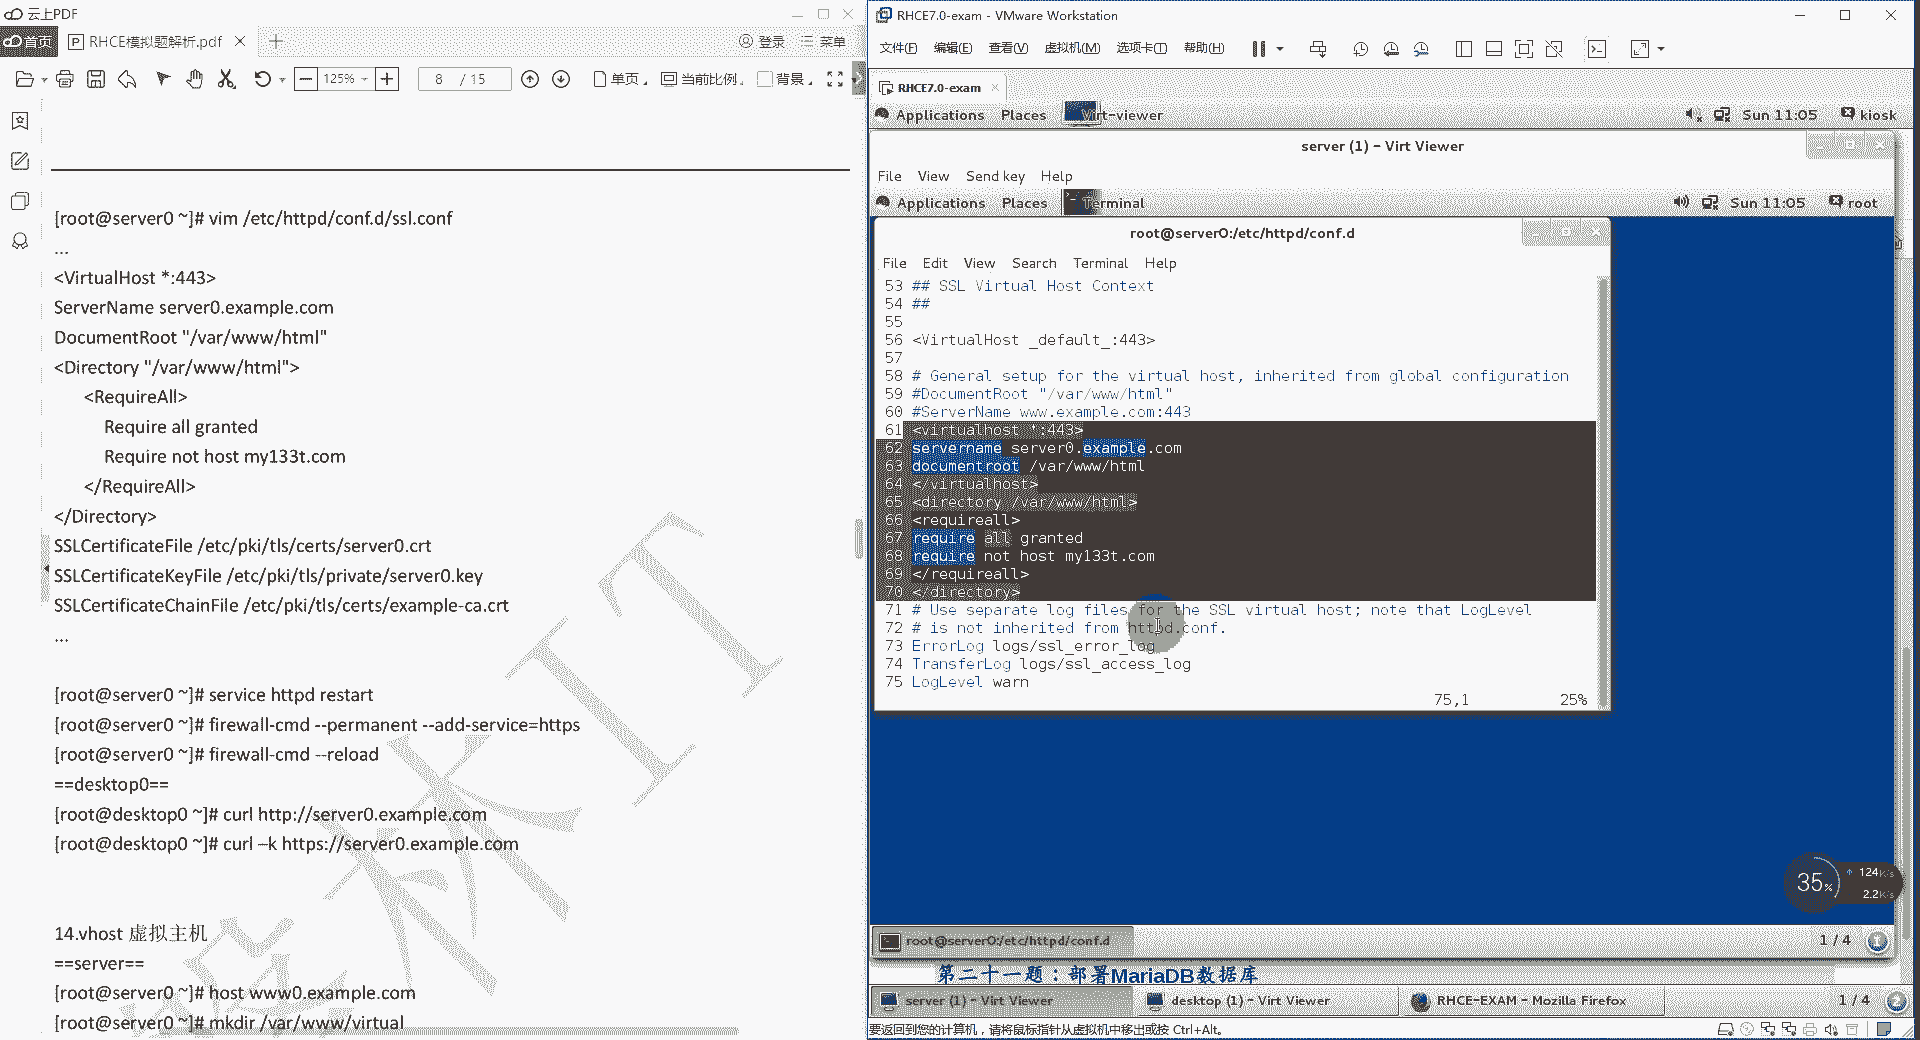 云上PDF
首页
RHCE模拟题解析.pdf
登录
菜单
125%
8 / 15
单页
当前比例
背景
[root@server0 ~]# vim /etc/httpd/conf.d/ssl.conf
...
<VirtualHost *:443>
ServerName server0.example.com
DocumentRoot "/var/www/html"
<Directory "/var/www/html">
<RequireAll>
Require all granted
Require not host my133t.com
</RequireAll>
</Directory>
SSLCertificateFile /etc/pki/tls/certs/server0.crt
SSLCertificateKeyFile /etc/pki/tls/private/server0.key
SSLCertificateChainFile /etc/pki/tls/certs/example-ca.crt
...
[root@server0 ~]# service httpd restart
[root@server0 ~]# firewall-cmd --permanent --add-service=https
[root@server0 ~]# firewall-cmd --reload
==desktop0==
[root@desktop0 ~]# curl http://server0.example.com
[root@desktop0 ~]# curl –k https://server0.example.com
14.vhost 虚拟主机
==server==
[root@server0 ~]# host www0.example.com
[root@server0 ~]# mkdir /var/www/virtual
RHCE7.0-exam - VMware Workstation
文件(F) 编辑(E) 查看(V) 虚拟机(M) 选项卡(T) 帮助(H)
RHCE7.0-exam
Applications Places Virt-viewer Sun 11:05 kiosk
server (1) – Virt Viewer
File View Send key Help
Applications Places Terminal Sun 11:05 root
root@server0:/etc/httpd/conf.d
File Edit View Search Terminal Help
53 ## SSL Virtual Host Context
54 ##
55
56 <VirtualHost _default_:443>
57
58 # General setup for the virtual host, inherited from global configuration
59 #DocumentRoot "/var/www/html"
60 #ServerName www.example.com:443
61 <virtualhost *:443>
62 servername server0.example.com
63 documentroot /var/www/html
64 </virtualhost>
65 <directory /var/www/html>
66 <requireall>
67 require all granted
68 require not host my133t.com
69 </requireall>
70 </directory>
71 # Use separate log files for the SSL virtual host; note that LogLevel
72 # is not inherited from httpd.conf.
73 ErrorLog logs/ssl_error_log
74 TransferLog logs/ssl_access_log
75 LogLevel warn
75,1 25%
35%
124K/s
2.2K/s
root@server0:/etc/httpd/conf.d
1 / 4
第二十一题：部署MariaDB数据库
server (1) – Virt Viewer
desktop (1) – Virt Viewer
RHCE-EXAM – Mozilla Firefox
1 / 4
要返回到您的计算机，请将鼠标指针从虚拟机中移出或按 Ctrl+Alt。